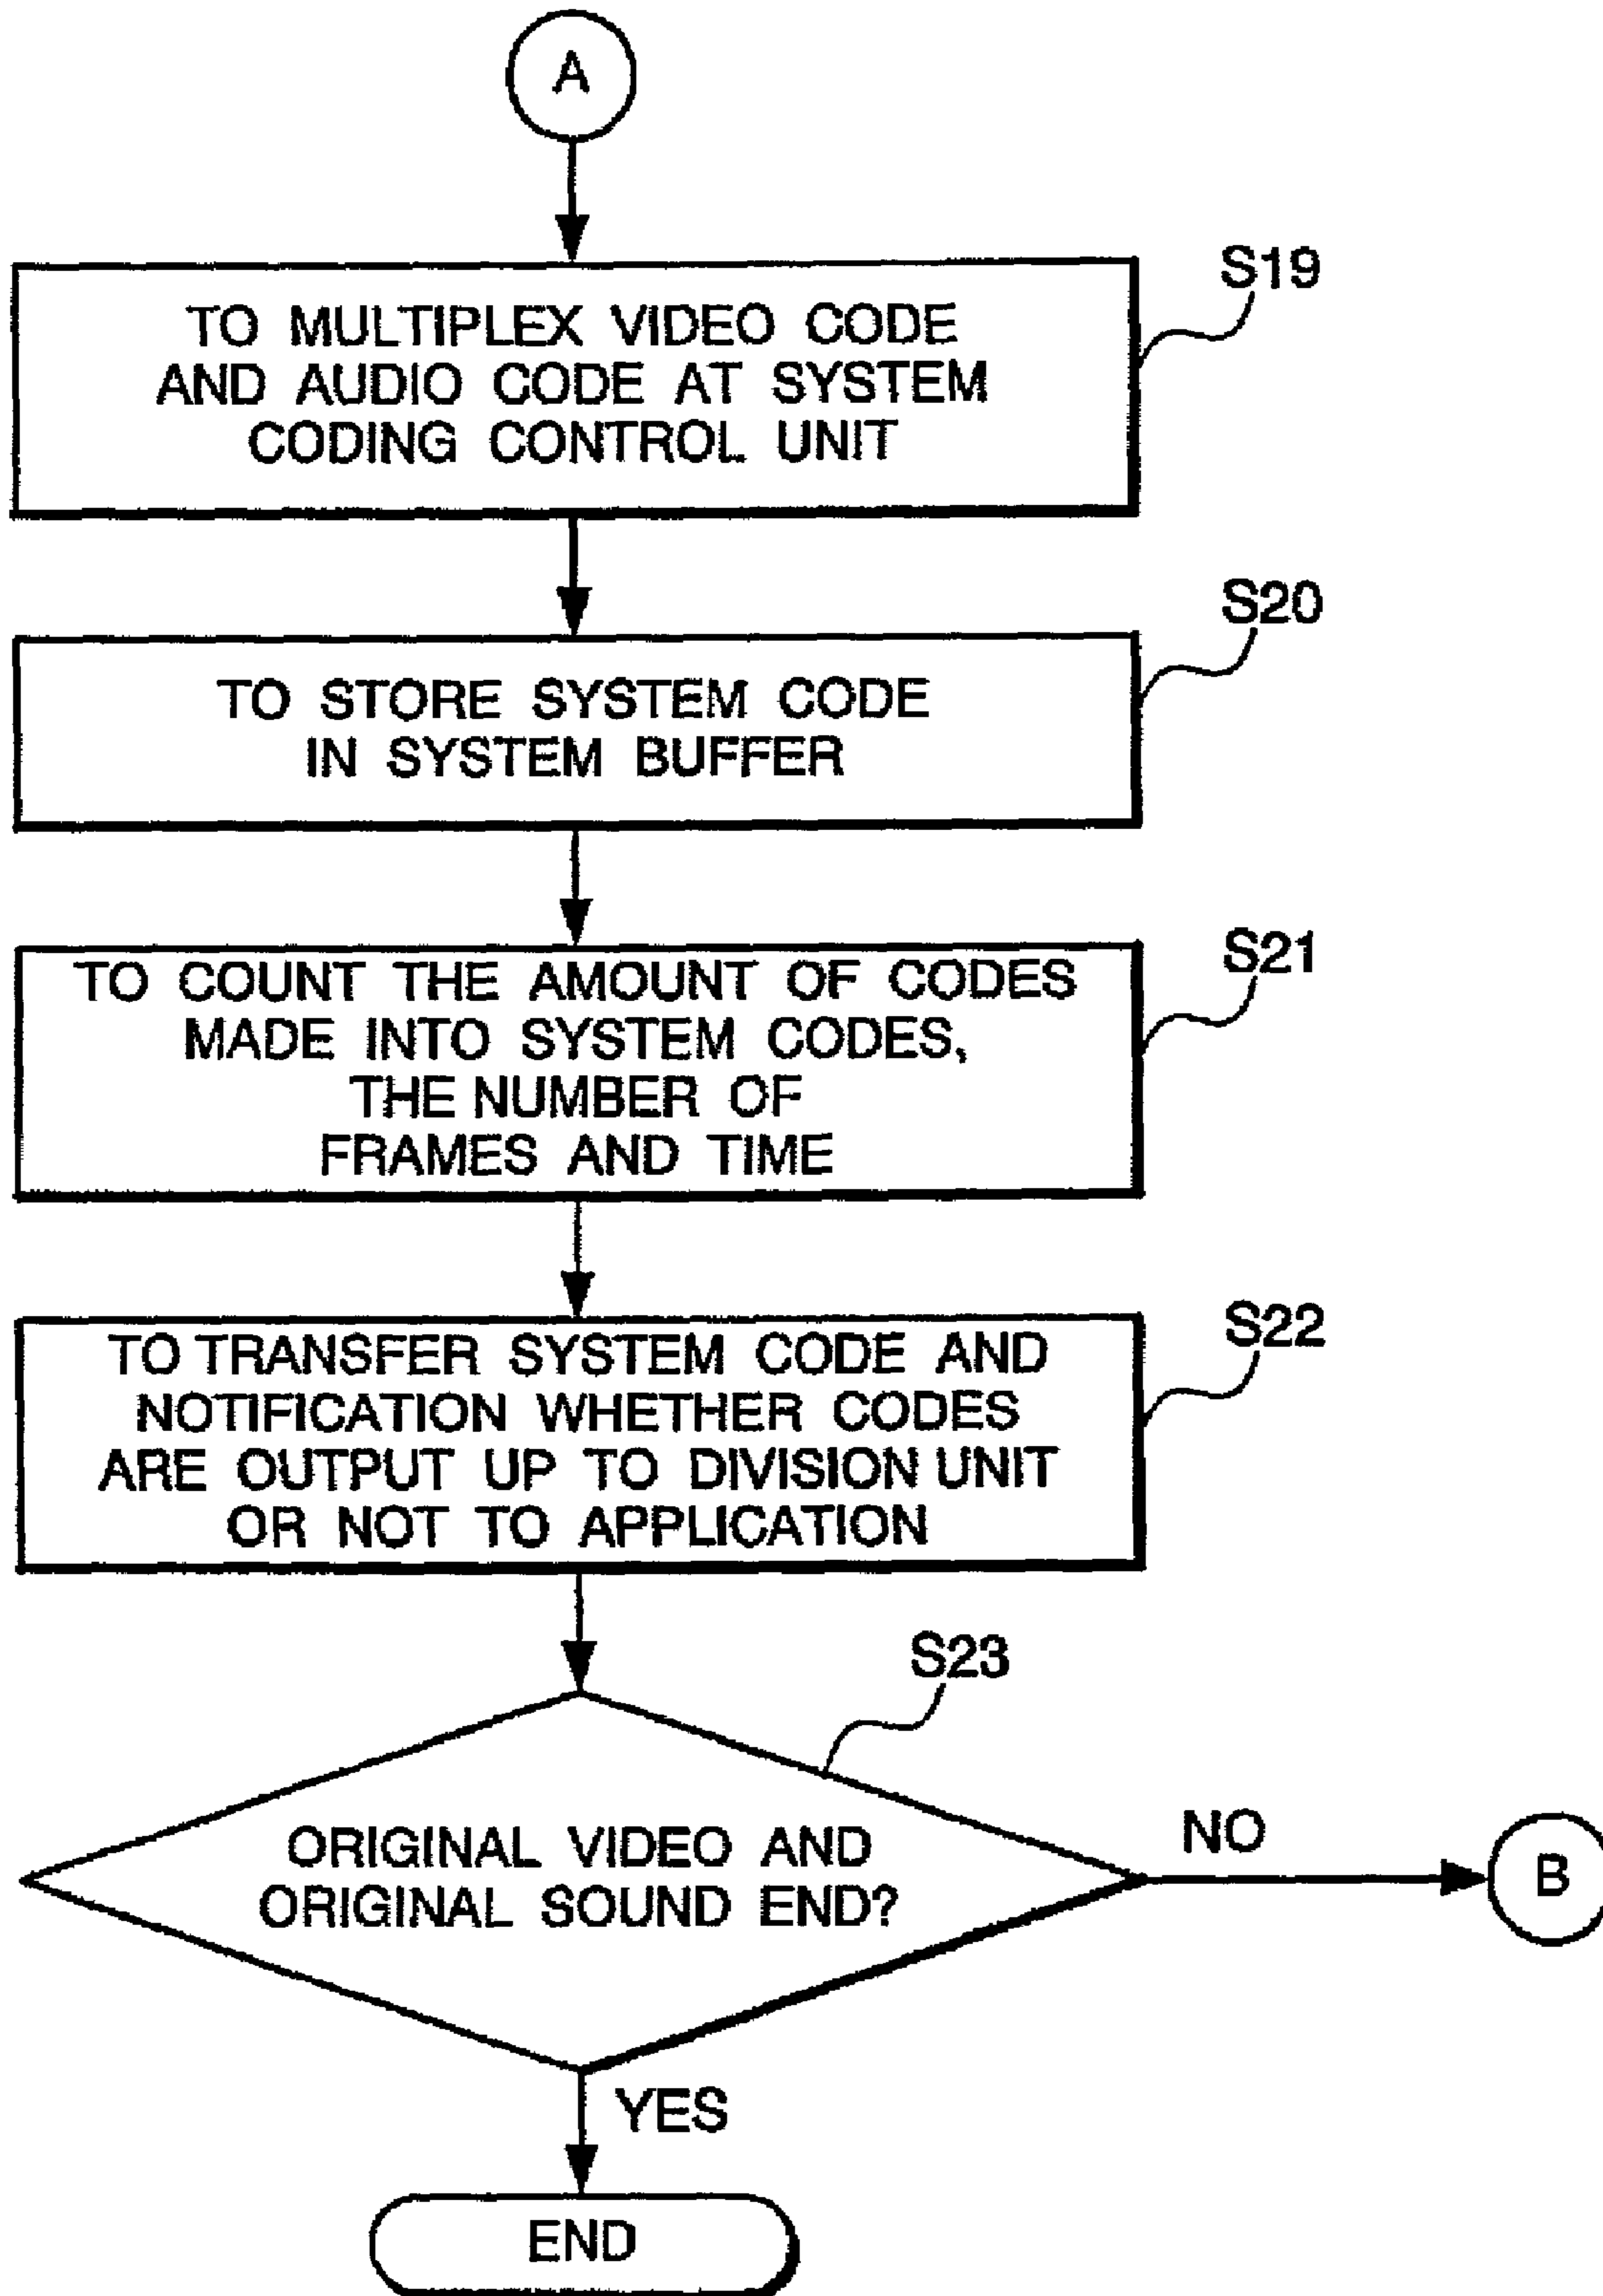 A
S19
TO MULTIPLEX VIDEO CODE
AND AUDIO CODE AT SYSTEM
CODING CONTROL UNIT
S20
TO STORE SYSTEM CODE
IN SYSTEM BUFFER
S21
TO COUNT THE AMOUNT OF CODES
MADE INTO SYSTEM CODES,
THE NUMBER OF
FRAMES AND TIME
S22
TO TRANSFER SYSTEM CODE AND
NOTIFICATION WHETHER CODES
ARE OUTPUT UP TO DIVISION UNIT
OR NOT TO APPLICATION
S23
ORIGINAL VIDEO AND
ORIGINAL SOUND END?
NO
B
YES
END